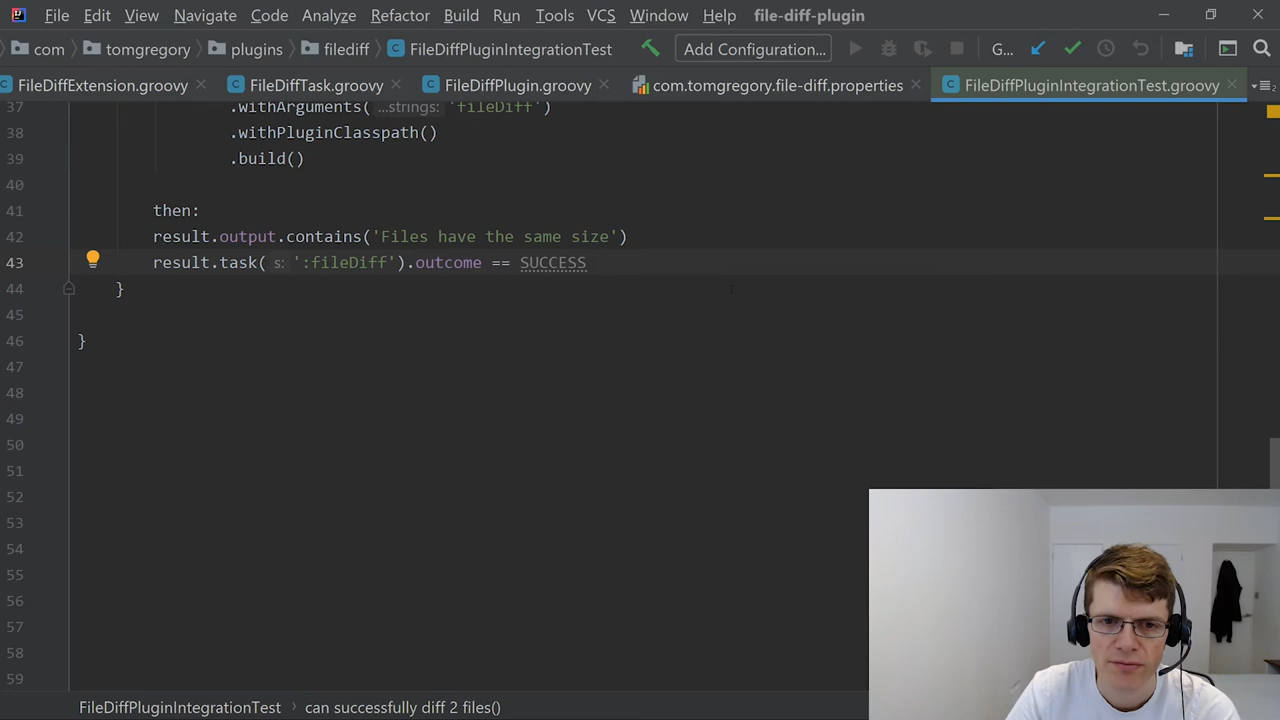 File Edit View Navigate Code Analyze Refactor Build Run Tools VCS Window Help file-diff-plugin
com tomgregory plugins filediff FileDiffPluginIntegrationTest Add Configuration... G...
FileDiffExtension.groovy FileDiffTask.groovy FileDiffPlugin.groovy com.tomgregory.file-diff.properties FileDiffPluginIntegrationTest.groovy
37 .withArguments( ...strings: 'fileDiff')
38 .withPluginClasspath()
39 .build()
40
41 then:
42 result.output.contains('Files have the same size')
43 result.task( s: ':fileDiff').outcome == SUCCESS
44 }
45
46 }
47
48
49
50
51
52
53
54
55
56
57
58
59
FileDiffPluginIntegrationTest can successfully diff 2 files()